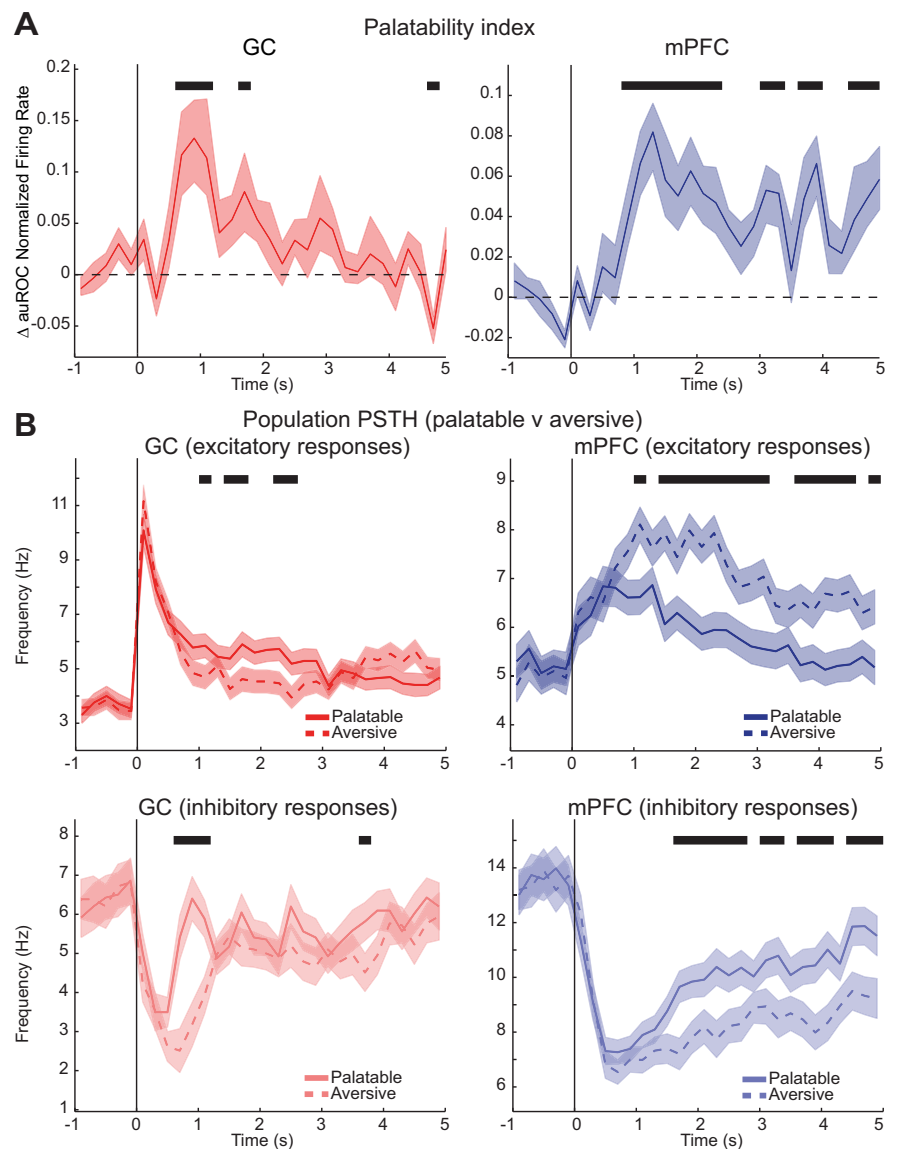 A
Palatability index
GC
mPFC
Δ auROC Normalized Firing Rate
0.2
0.15
0.1
0.05
0
-0.05
-1 0 1 2 3 4 5
Time (s)
0.1
0.08
0.06
0.04
0.02
0
-0.02
-1 0 1 2 3 4 5
Time (s)
B
Population PSTH (palatable v aversive)
GC (excitatory responses)
mPFC (excitatory responses)
Frequency (Hz)
11
9
7
5
3
Palatable
Aversive
-1 0 1 2 3 4 5
9
8
7
6
5
4
Palatable
Aversive
-1 0 1 2 3 4 5
GC (inhibitory responses)
mPFC (inhibitory responses)
Frequency (Hz)
8
7
6
5
4
3
2
1
Palatable
Aversive
-1 0 1 2 3 4 5
Time (s)
14
12
10
8
6
Palatable
Aversive
-1 0 1 2 3 4 5
Time (s)